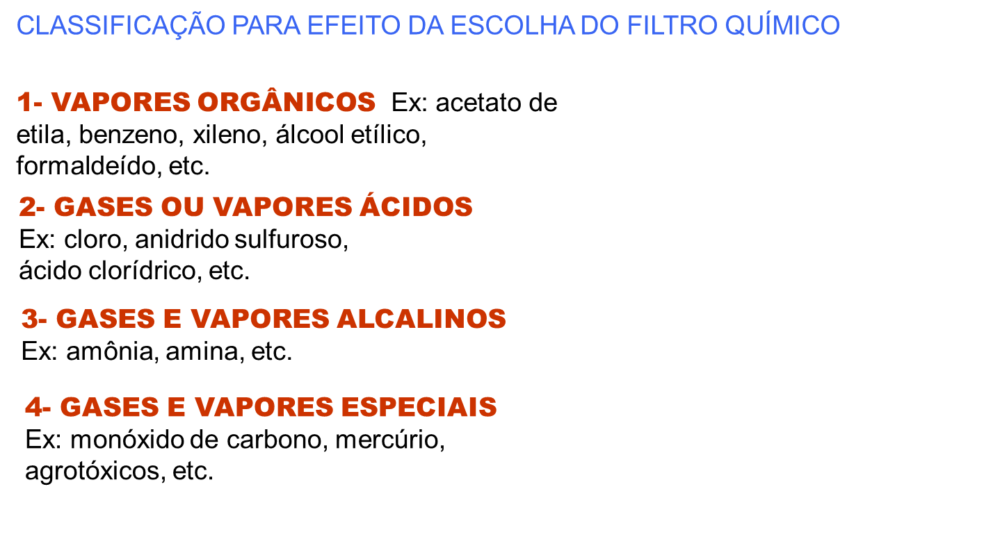 CLASSIFICAÇÃO PARA EFEITO DA ESCOLHA DO FILTRO QUÍMICO
1- VAPORES ORGÂNICOS Ex: acetato de
etila, benzeno, xileno, álcool etílico,
formaldeído, etc.
2- GASES OU VAPORES ÁCIDOS
Ex: cloro, anidrido sulfuroso,
ácido clorídrico, etc.
3- GASES E VAPORES ALCALINOS
Ex: amônia, amina, etc.
4- GASES E VAPORES ESPECIAIS
Ex: monóxido de carbono, mercúrio,
agrotóxicos, etc.